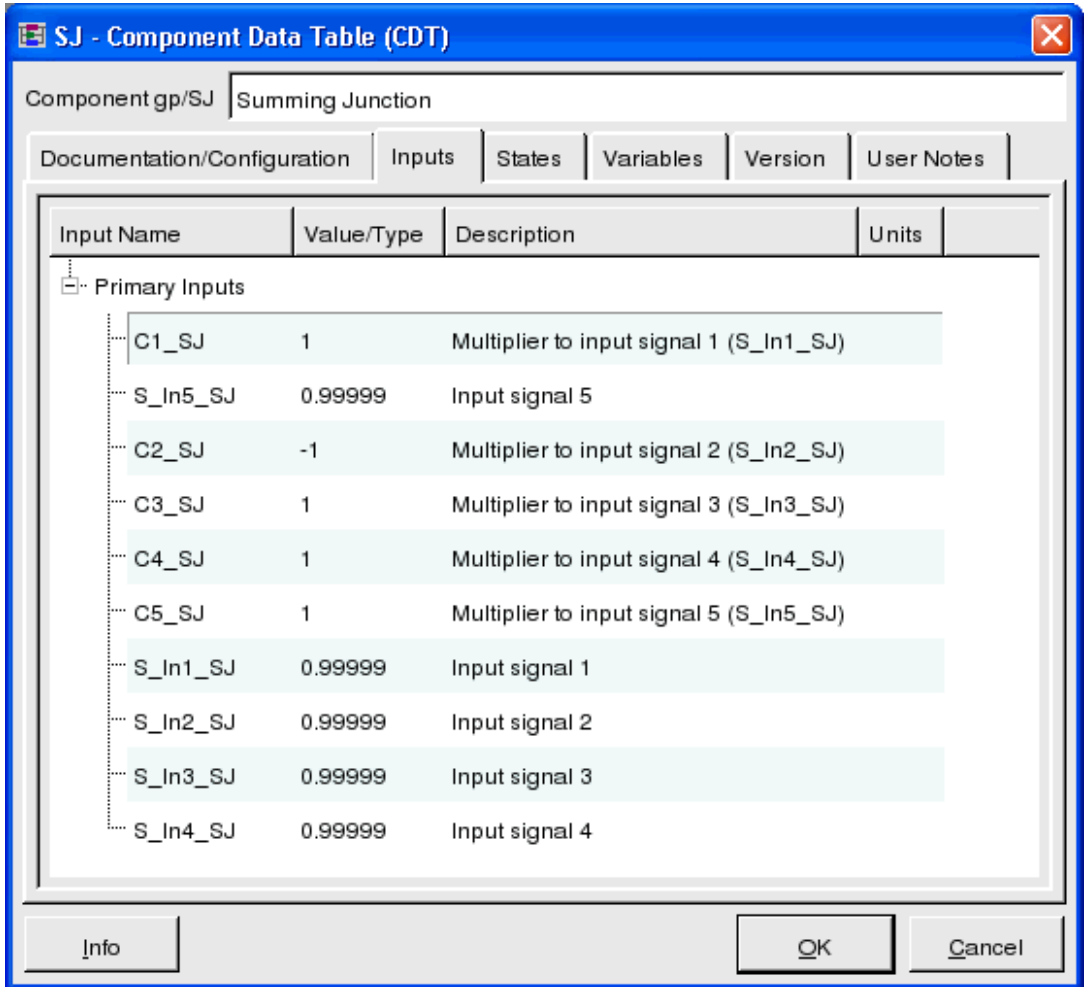 SJ - Component Data Table (CDT)
Component gp/SJ Summing Junction
Documentation/Configuration Inputs States Variables Version User Notes
Input Name Value/Type Description Units
Primary Inputs
C1_SJ 1 Multiplier to input signal 1 (S_In1_SJ)
S_In5_SJ 0.99999 Input signal 5
C2_SJ -1 Multiplier to input signal 2 (S_In2_SJ)
C3_SJ 1 Multiplier to input signal 3 (S_In3_SJ)
C4_SJ 1 Multiplier to input signal 4 (S_In4_SJ)
C5_SJ 1 Multiplier to input signal 5 (S_In5_SJ)
S_In1_SJ 0.99999 Input signal 1
S_In2_SJ 0.99999 Input signal 2
S_In3_SJ 0.99999 Input signal 3
S_In4_SJ 0.99999 Input signal 4
Info OK Cancel